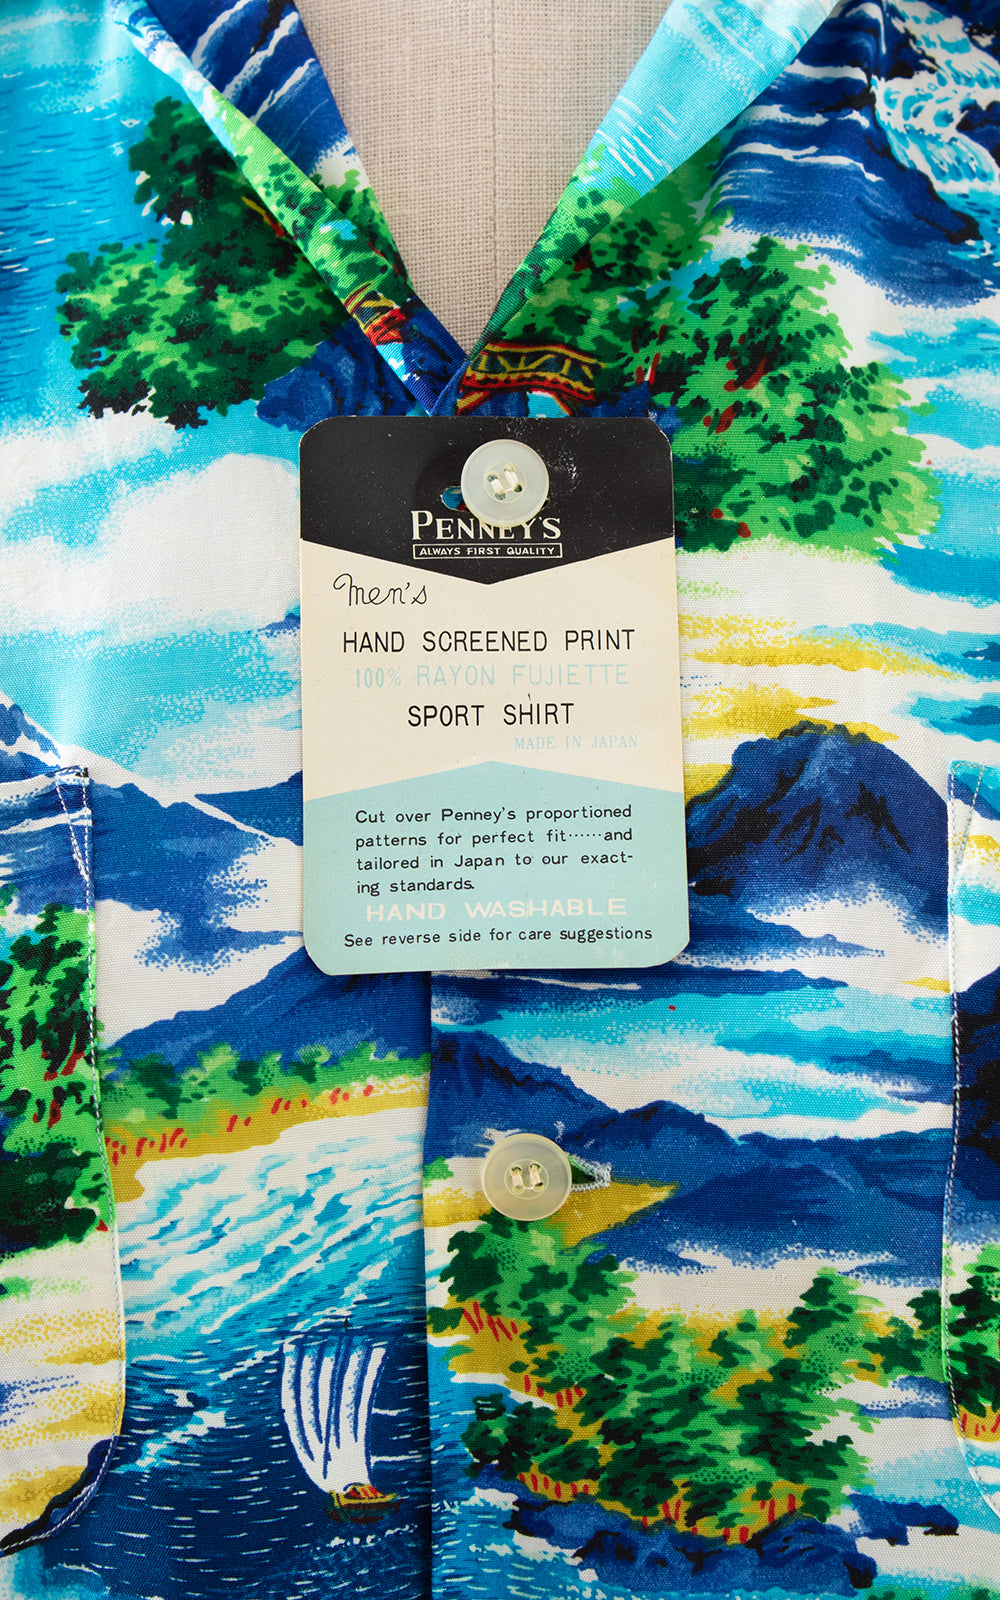 PENNEY'S
ALWAYS FIRST QUALITY
Men's
HAND SCREENED PRINT
100% RAYON FUJIETTE
SPORT SHIRT
MADE IN JAPAN
Cut over Penney's proportioned
patterns for perfect fit······and
tailored in Japan to our exact-
ing standards.
HAND WASHABLE
See reverse side for care suggestions